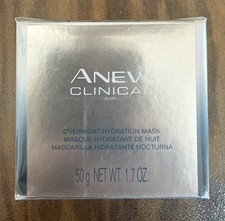 ANEW
CLINICAL
OVERNIGHT HYDRATION MASK
MASQUE HYDRATANT DE NUIT
MASCARILLA HIDRATANTE NOCTURNA
50 g NET WT. 1.7 OZ.